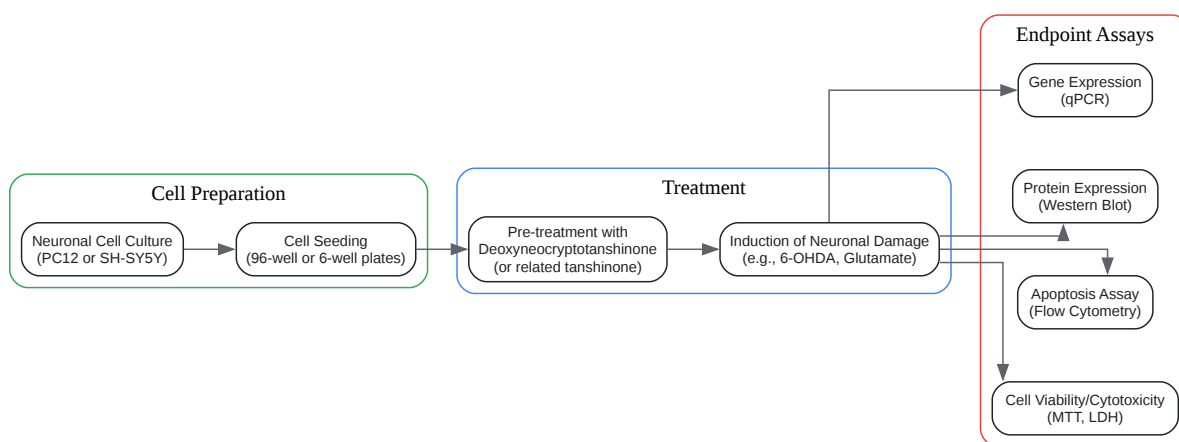 Cell Preparation
Neuronal Cell Culture
(PC12 or SH-SY5Y)
Cell Seeding
(96-well or 6-well plates)
Treatment
Pre-treatment with
Deoxyneocryptotanshinone
(or related tanshinone)
Induction of Neuronal Damage
(e.g., 6-OHDA, Glutamate)
Endpoint Assays
Gene Expression
(qPCR)
Protein Expression
(Western Blot)
Apoptosis Assay
(Flow Cytometry)
Cell Viability/Cytotoxicity
(MTT, LDH)